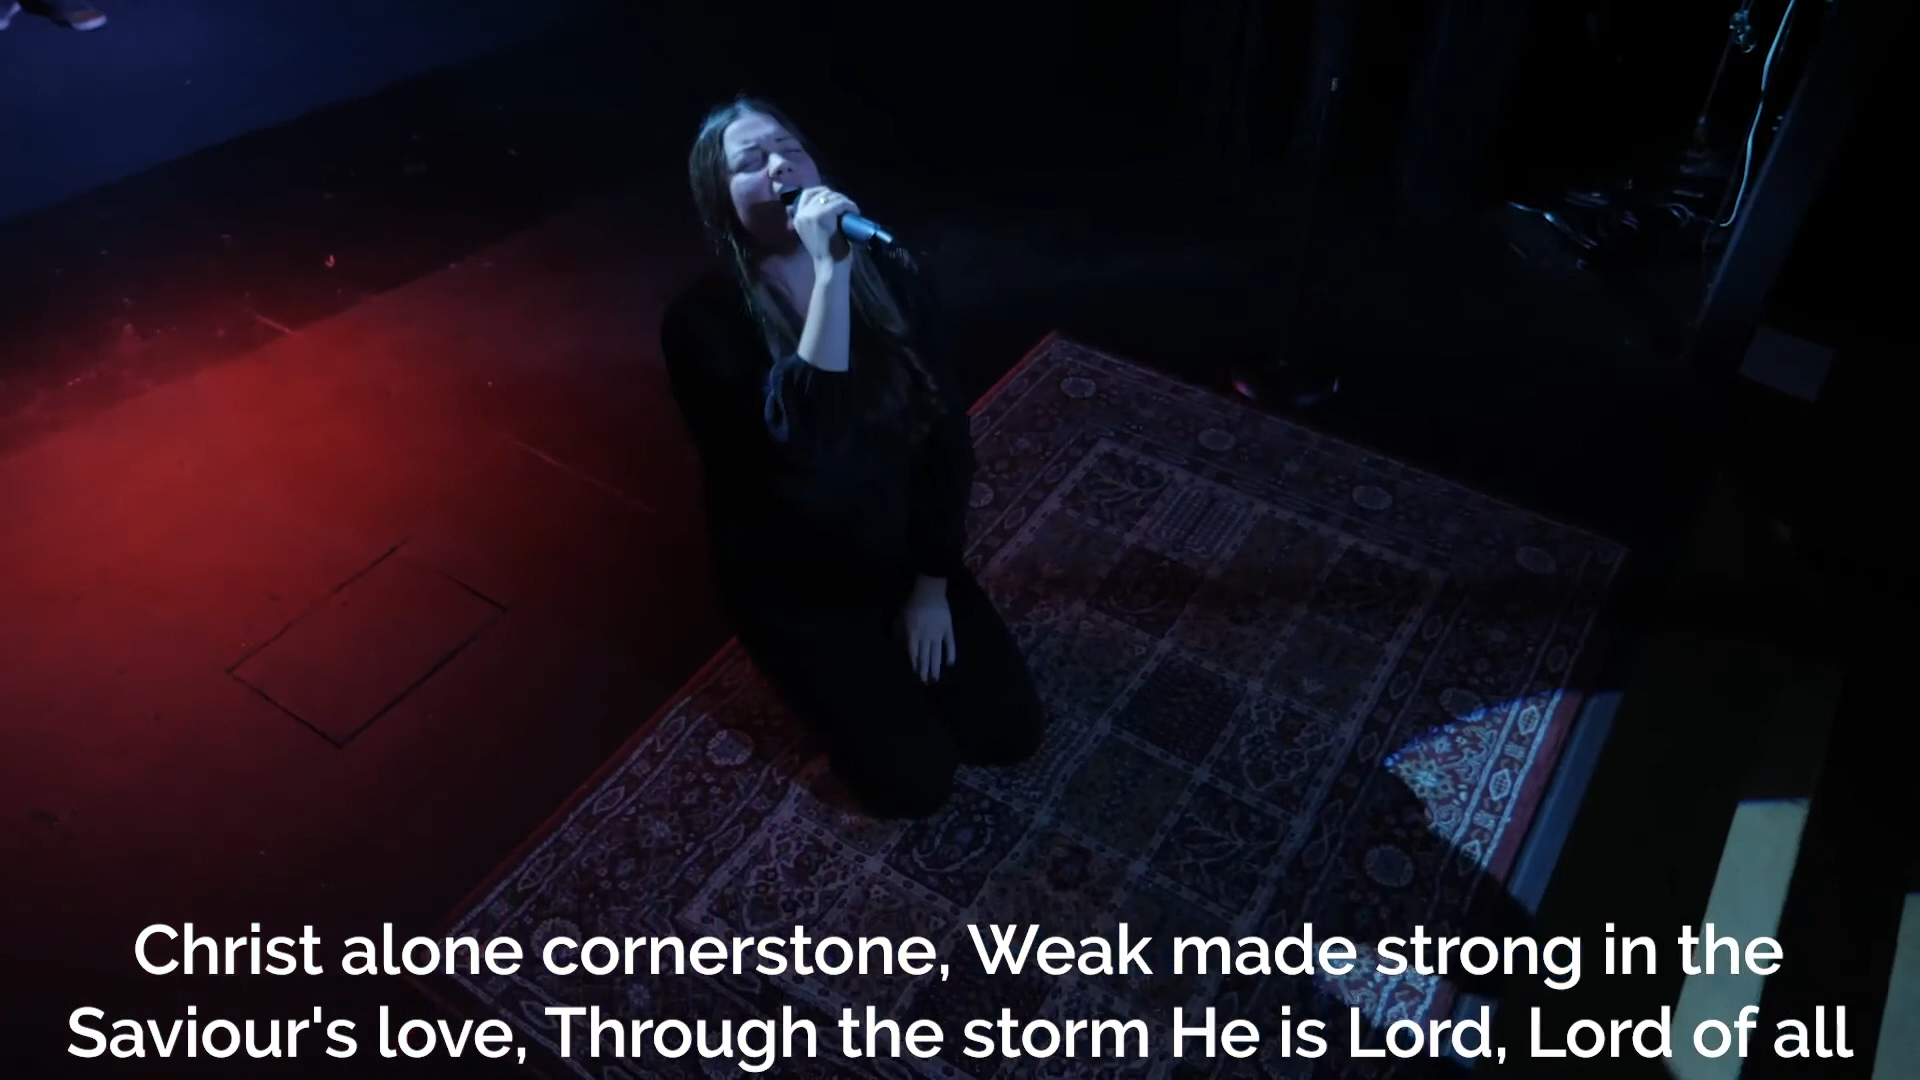 Christ alone cornerstone, Weak made strong in the
Saviour's love, Through the storm He is Lord, Lord of all